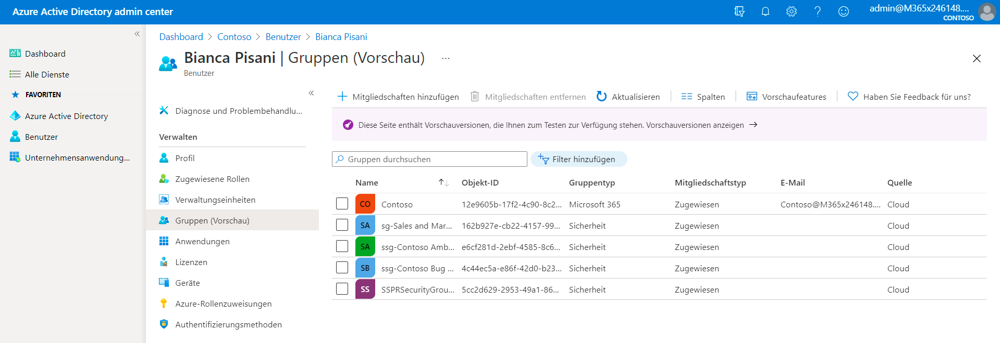 Azure Active Directory admin center
admin@M365x246148....
CONTOSO
Dashboard
Alle Dienste
FAVORITEN
Azure Active Directory
Benutzer
Unternehmensanwendung...
Dashboard > Contoso > Benutzer > Bianca Pisani
Bianca Pisani | Gruppen (Vorschau) ...
Benutzer
Diagnose und Problembehandlu...
Verwalten
Profil
Zugewiesene Rollen
Verwaltungseinheiten
Gruppen (Vorschau)
Anwendungen
Lizenzen
Geräte
Azure-Rollenzuweisungen
Authentifizierungsmethoden
Mitgliedschaften hinzufügen Mitgliedschaften entfernen Aktualisieren Spalten Vorschaufeatures Haben Sie Feedback für uns?
Diese Seite enthält Vorschauversionen, die Ihnen zum Testen zur Verfügung stehen. Vorschauversionen anzeigen →
Gruppen durchsuchen Filter hinzufügen
Name Objekt-ID Gruppentyp Mitgliedschaftstyp E-Mail Quelle
CO Contoso 12e9605b-17f2-4c90-8c2... Microsoft 365 Zugewiesen Contoso@M365x246148.... Cloud
SA sg-Sales and Mar... 162b927e-cb22-4157-99... Sicherheit Zugewiesen Cloud
SA ssg-Contoso Amb... e6cf281d-2ebf-4585-8c6... Sicherheit Zugewiesen Cloud
SB ssg-Contoso Bug ... 4c44ec5a-e86f-42d0-b23... Sicherheit Zugewiesen Cloud
SS SSPRSecurityGrou... 5cc2d629-2953-49a1-86... Sicherheit Zugewiesen Cloud